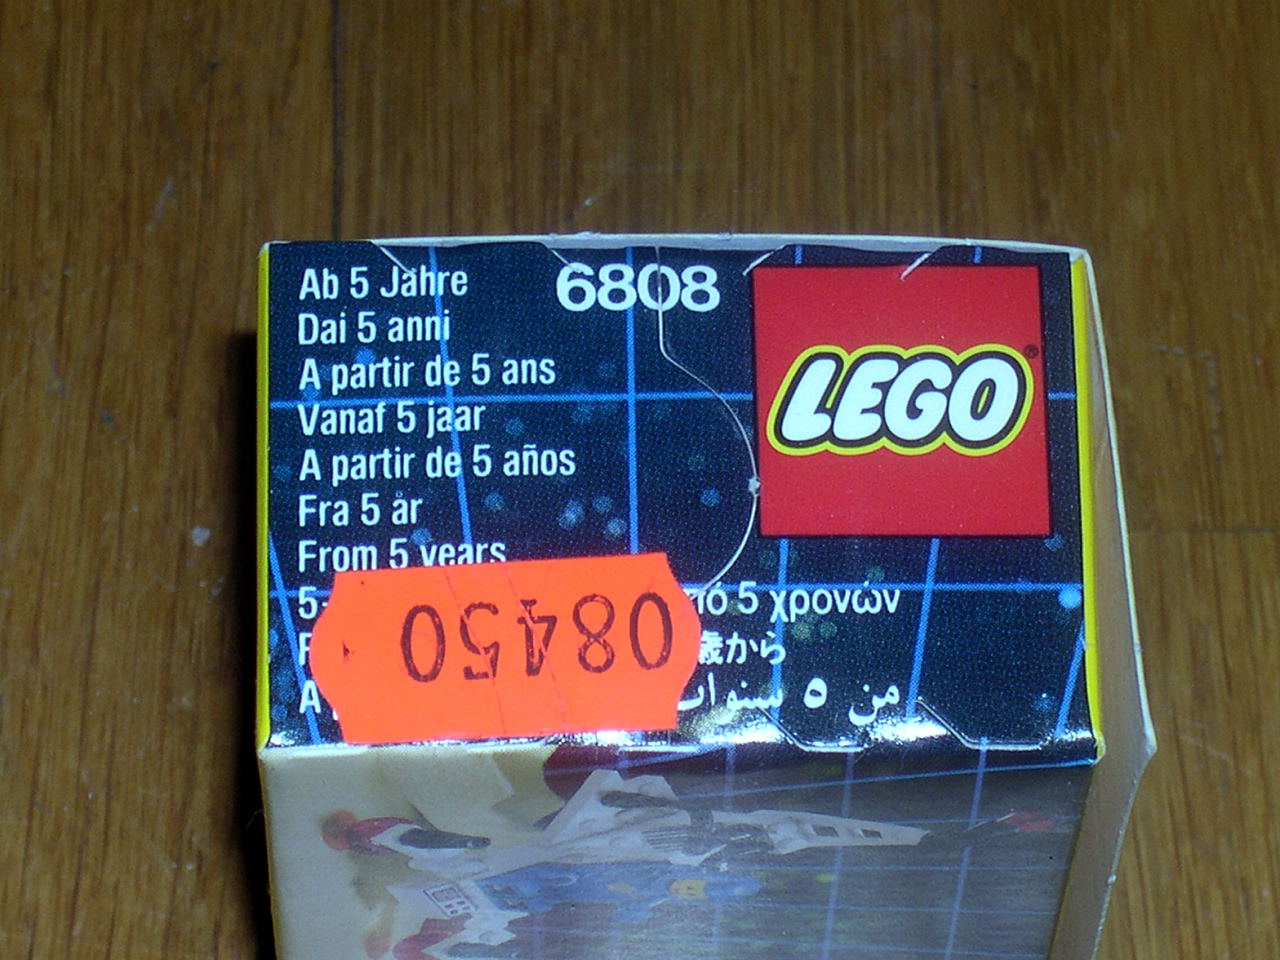 Ab 5 Jahre
Dai 5 anni
A partir de 5 ans
Vanaf 5 jaar
A partir de 5 años
Fra 5 år
From 5 years
5 5 χρονών
歳から
A من ٥ سنوات
6808
LEGO®
08450